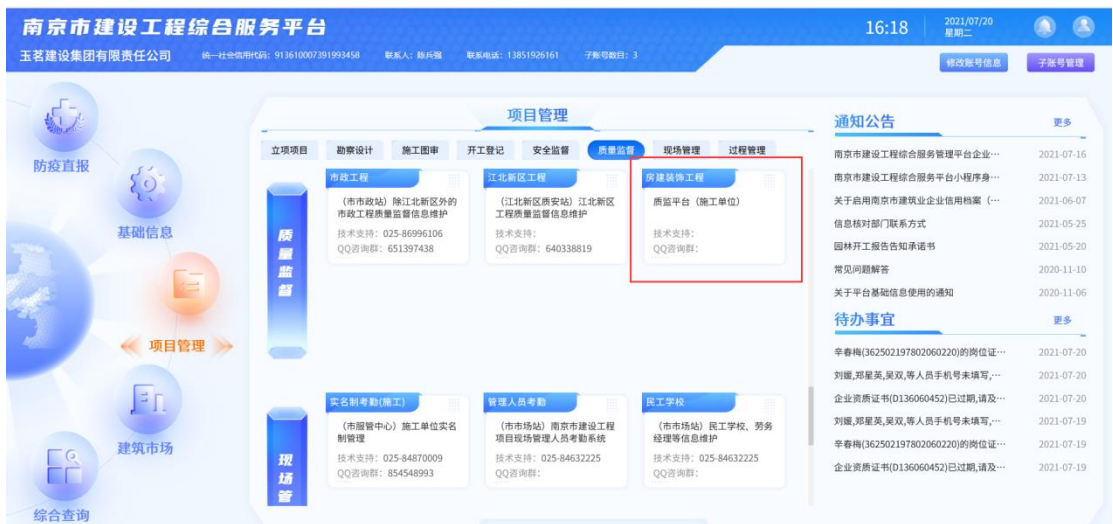 南京市建设工程综合服务平台
16:18
2021/07/20
星期二
玉茗建设集团有限责任公司
统一社会信用代码：913610007391993458
联系人：陈兵强
联系电话：13851926161
子账号数目：3
修改账号信息
子账号管理
防疫直报
基础信息
项目管理
建筑市场
综合查询
项目管理
立项项目
勘察设计
施工图审
开工登记
安全监督
质量监督
现场管理
过程管理
质量监督
市政工程
（市市政站）除江北新区外的
市政工程质量监督信息维护
技术支持：025-86996106
QQ咨询群：651397438
江北新区工程
（江北新区质安站）江北新区
工程质量监督信息维护
技术支持：
QQ咨询群：640338819
房建装饰工程
质监平台（施工单位）
技术支持：
QQ咨询群：
现场管
实名制考勤(施工)
（市服管中心）施工单位实名
制管理
技术支持：025-84870009
QQ咨询群：854548993
管理人员考勤
（市市场站）南京市建设工程
项目现场管理人员考勤系统
技术支持：025-84632225
QQ咨询群：
民工学校
（市市场站）民工学校、劳务
经理等信息维护
技术支持：025-84632225
QQ咨询群：
通知公告
更多
南京市建设工程综合服务管理平台企业… 2021-07-16
南京市建设工程综合服务平台小程序身… 2021-07-13
关于启用南京市建筑业企业信用档案（… 2021-06-07
信息核对部门联系方式 2021-05-25
园林开工报告告知承诺书 2021-05-20
常见问题解答 2020-11-10
关于平台基础信息使用的通知 2020-11-06
待办事宜
更多
辛春梅(362502197802060220)的岗位证… 2021-07-20
刘媛,郑星英,吴双,等人员手机号未填写,… 2021-07-20
企业资质证书(D136060452)已过期,请及… 2021-07-20
刘媛,郑星英,吴双,等人员手机号未填写,… 2021-07-19
辛春梅(362502197802060220)的岗位证… 2021-07-19
企业资质证书(D136060452)已过期,请及… 2021-07-19